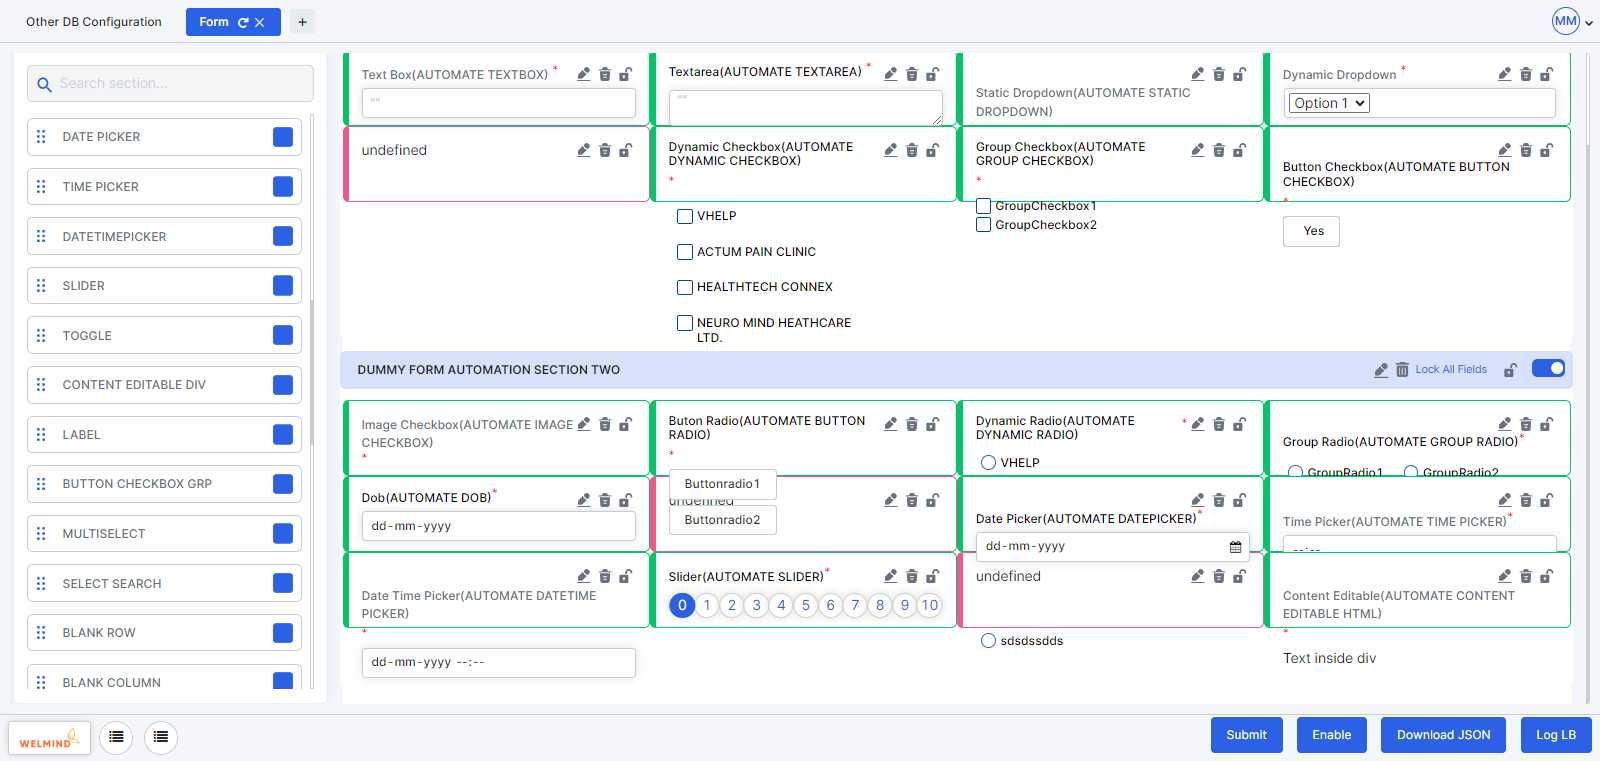 Other DB Configuration
Form
+
MM
Search section...
DATE PICKER
TIME PICKER
DATETIMEPICKER
SLIDER
TOGGLE
CONTENT EDITABLE DIV
LABEL
BUTTON CHECKBOX GRP
MULTISELECT
SELECT SEARCH
BLANK ROW
BLANK COLUMN
Text Box(AUTOMATE TEXTBOX) *
""
Textarea(AUTOMATE TEXTAREA) *
""
Static Dropdown(AUTOMATE STATIC
DROPDOWN)
Dynamic Dropdown *
Option 1
undefined
Dynamic Checkbox(AUTOMATE
DYNAMIC CHECKBOX)
*
VHELP
ACTUM PAIN CLINIC
HEALTHTECH CONNEX
NEURO MIND HEATHCARE
LTD.
Group Checkbox(AUTOMATE
GROUP CHECKBOX)
*
GroupCheckbox1
GroupCheckbox2
Button Checkbox(AUTOMATE BUTTON
CHECKBOX)
*
Yes
DUMMY FORM AUTOMATION SECTION TWO
Lock All Fields
Image Checkbox(AUTOMATE IMAGE
CHECKBOX)
*
Buton Radio(AUTOMATE BUTTON
RADIO)
*
Buttonradio1
Dynamic Radio(AUTOMATE
DYNAMIC RADIO)
*
VHELP
Group Radio(AUTOMATE GROUP RADIO)*
GroupRadio1 GroupRadio2
Dob(AUTOMATE DOB)*
dd-mm-yyyy
undefined
Buttonradio2
Date Picker(AUTOMATE DATEPICKER)*
dd-mm-yyyy
Time Picker(AUTOMATE TIME PICKER)*
--:--
Date Time Picker(AUTOMATE DATETIME
PICKER)
*
dd-mm-yyyy --:--
Slider(AUTOMATE SLIDER)*
0 1 2 3 4 5 6 7 8 9 10
undefined
sdsdssdds
Content Editable(AUTOMATE CONTENT
EDITABLE HTML)
*
Text inside div
WELMIND
Submit
Enable
Download JSON
Log LB